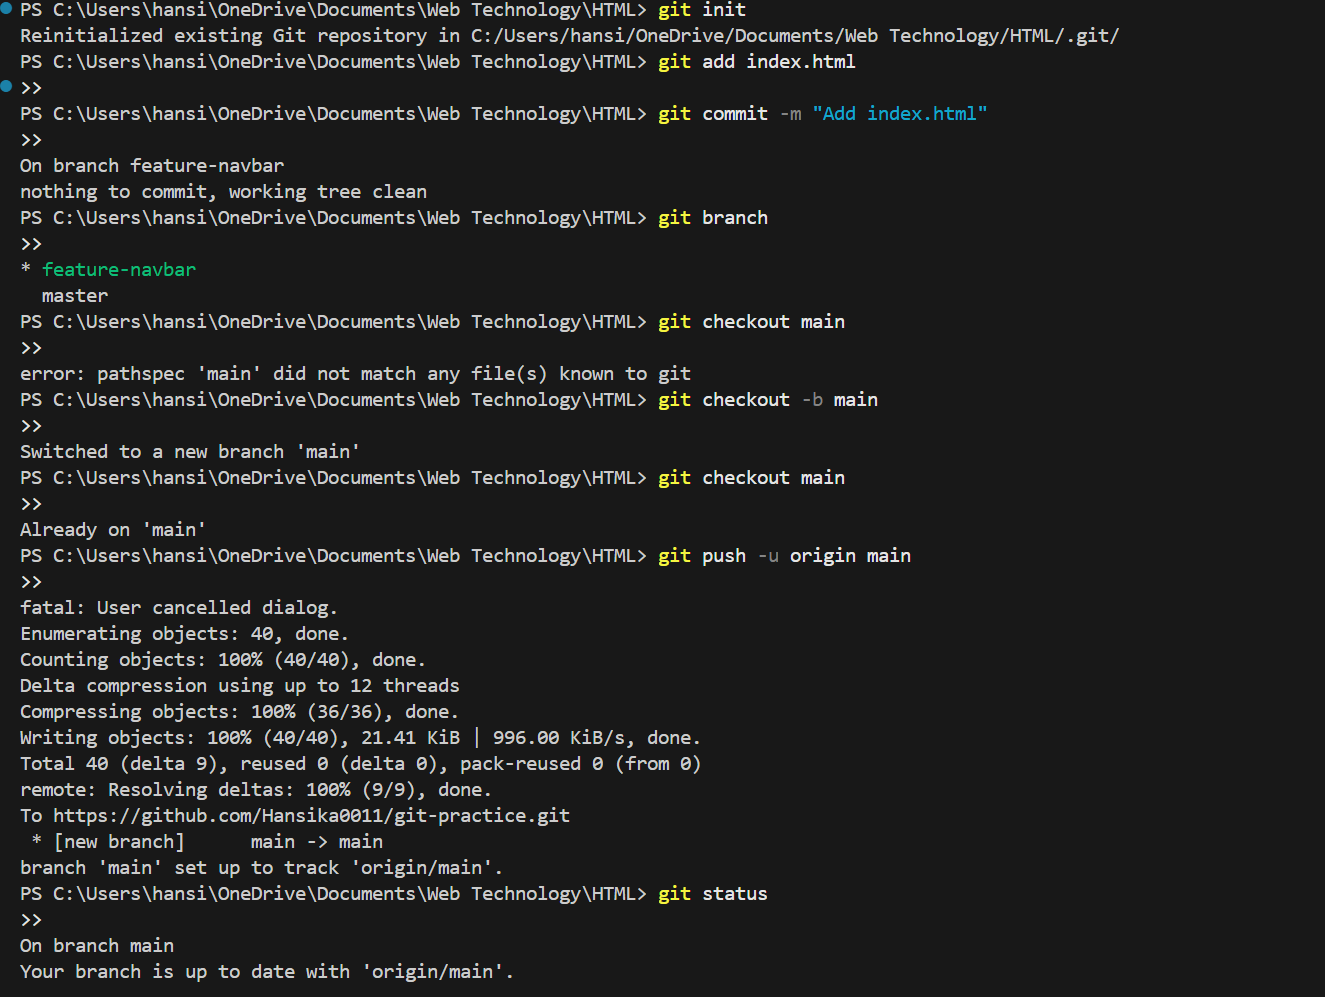 PS C:\Users\hansi\OneDrive\Documents\Web Technology\HTML> git init
Reinitialized existing Git repository in C:/Users/hansi/OneDrive/Documents/Web Technology/HTML/.git/
PS C:\Users\hansi\OneDrive\Documents\Web Technology\HTML> git add index.html
>>
PS C:\Users\hansi\OneDrive\Documents\Web Technology\HTML> git commit -m "Add index.html"
>>
On branch feature-navbar
nothing to commit, working tree clean
PS C:\Users\hansi\OneDrive\Documents\Web Technology\HTML> git branch
>>
* feature-navbar
  master
PS C:\Users\hansi\OneDrive\Documents\Web Technology\HTML> git checkout main
>>
error: pathspec 'main' did not match any file(s) known to git
PS C:\Users\hansi\OneDrive\Documents\Web Technology\HTML> git checkout -b main
>>
Switched to a new branch 'main'
PS C:\Users\hansi\OneDrive\Documents\Web Technology\HTML> git checkout main
>>
Already on 'main'
PS C:\Users\hansi\OneDrive\Documents\Web Technology\HTML> git push -u origin main
>>
fatal: User cancelled dialog.
Enumerating objects: 40, done.
Counting objects: 100% (40/40), done.
Delta compression using up to 12 threads
Compressing objects: 100% (36/36), done.
Writing objects: 100% (40/40), 21.41 KiB | 996.00 KiB/s, done.
Total 40 (delta 9), reused 0 (delta 0), pack-reused 0 (from 0)
remote: Resolving deltas: 100% (9/9), done.
To https://github.com/Hansika0011/git-practice.git
 * [new branch]      main -> main
branch 'main' set up to track 'origin/main'.
PS C:\Users\hansi\OneDrive\Documents\Web Technology\HTML> git status
>>
On branch main
Your branch is up to date with 'origin/main'.